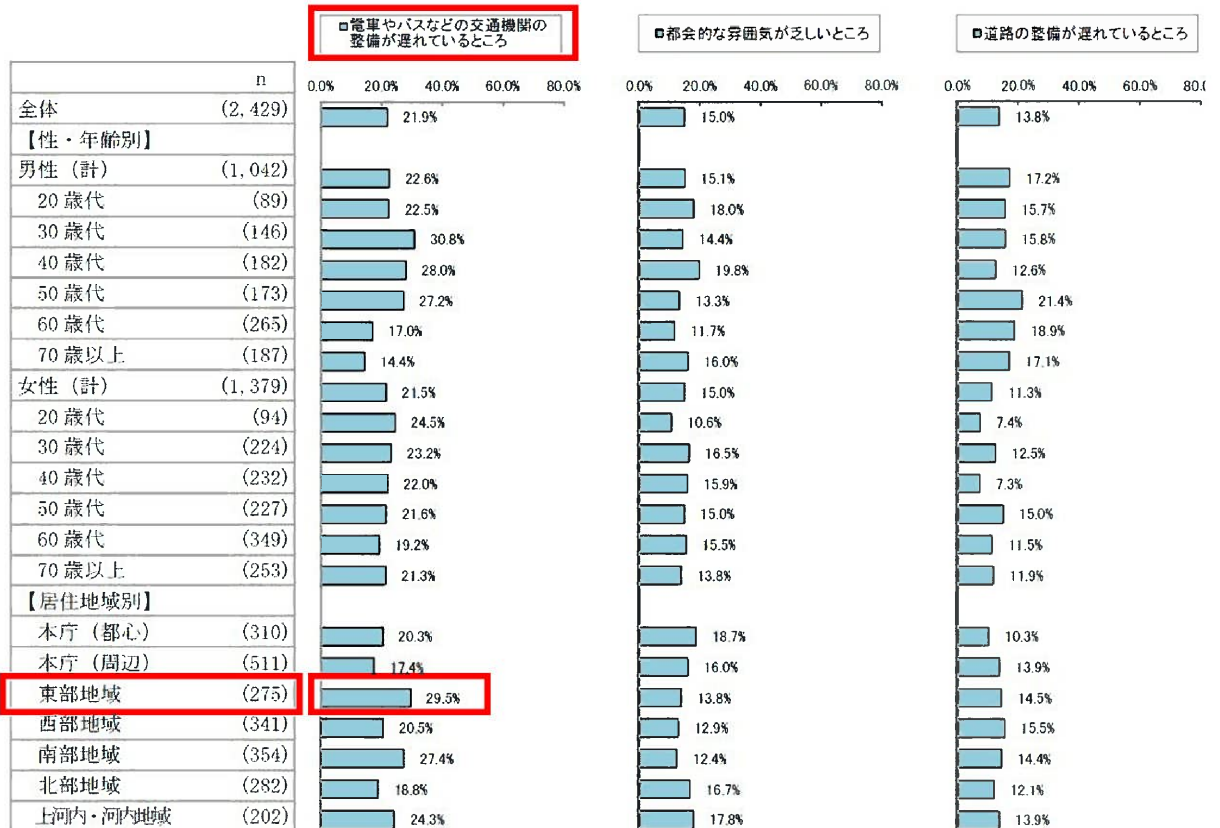 □電車やバスなどの交通機関の
整備が遅れているところ
□都会的な雰囲気が乏しいところ
□道路の整備が遅れているところ
n
0.0% 20.0% 40.0% 60.0% 80.0%
0.0% 20.0% 40.0% 60.0% 80.0%
0.0% 20.0% 40.0% 60.0% 80.0
全体 (2,429) 21.9% 15.0% 13.8%
【性・年齢別】
男性（計） (1,042) 22.6% 15.1% 17.2%
20歳代 (89) 22.5% 18.0% 15.7%
30歳代 (146) 30.8% 14.4% 15.8%
40歳代 (182) 28.0% 19.8% 12.6%
50歳代 (173) 27.2% 13.3% 21.4%
60歳代 (265) 17.0% 11.7% 18.9%
70歳以上 (187) 14.4% 16.0% 17.1%
女性（計） (1,379) 21.5% 15.0% 11.3%
20歳代 (94) 24.5% 10.6% 7.4%
30歳代 (224) 23.2% 16.5% 12.5%
40歳代 (232) 22.0% 15.9% 7.3%
50歳代 (227) 21.6% 15.0% 15.0%
60歳代 (349) 19.2% 15.5% 11.5%
70歳以上 (253) 21.3% 13.8% 11.9%
【居住地域別】
本庁（都心） (310) 20.3% 18.7% 10.3%
本庁（周辺） (511) 17.4% 16.0% 13.9%
東部地域 (275) 29.5% 13.8% 14.5%
西部地域 (341) 20.5% 12.9% 15.5%
南部地域 (354) 27.4% 12.4% 14.4%
北部地域 (282) 18.8% 16.7% 12.1%
上河内・河内地域 (202) 24.3% 17.8% 13.9%